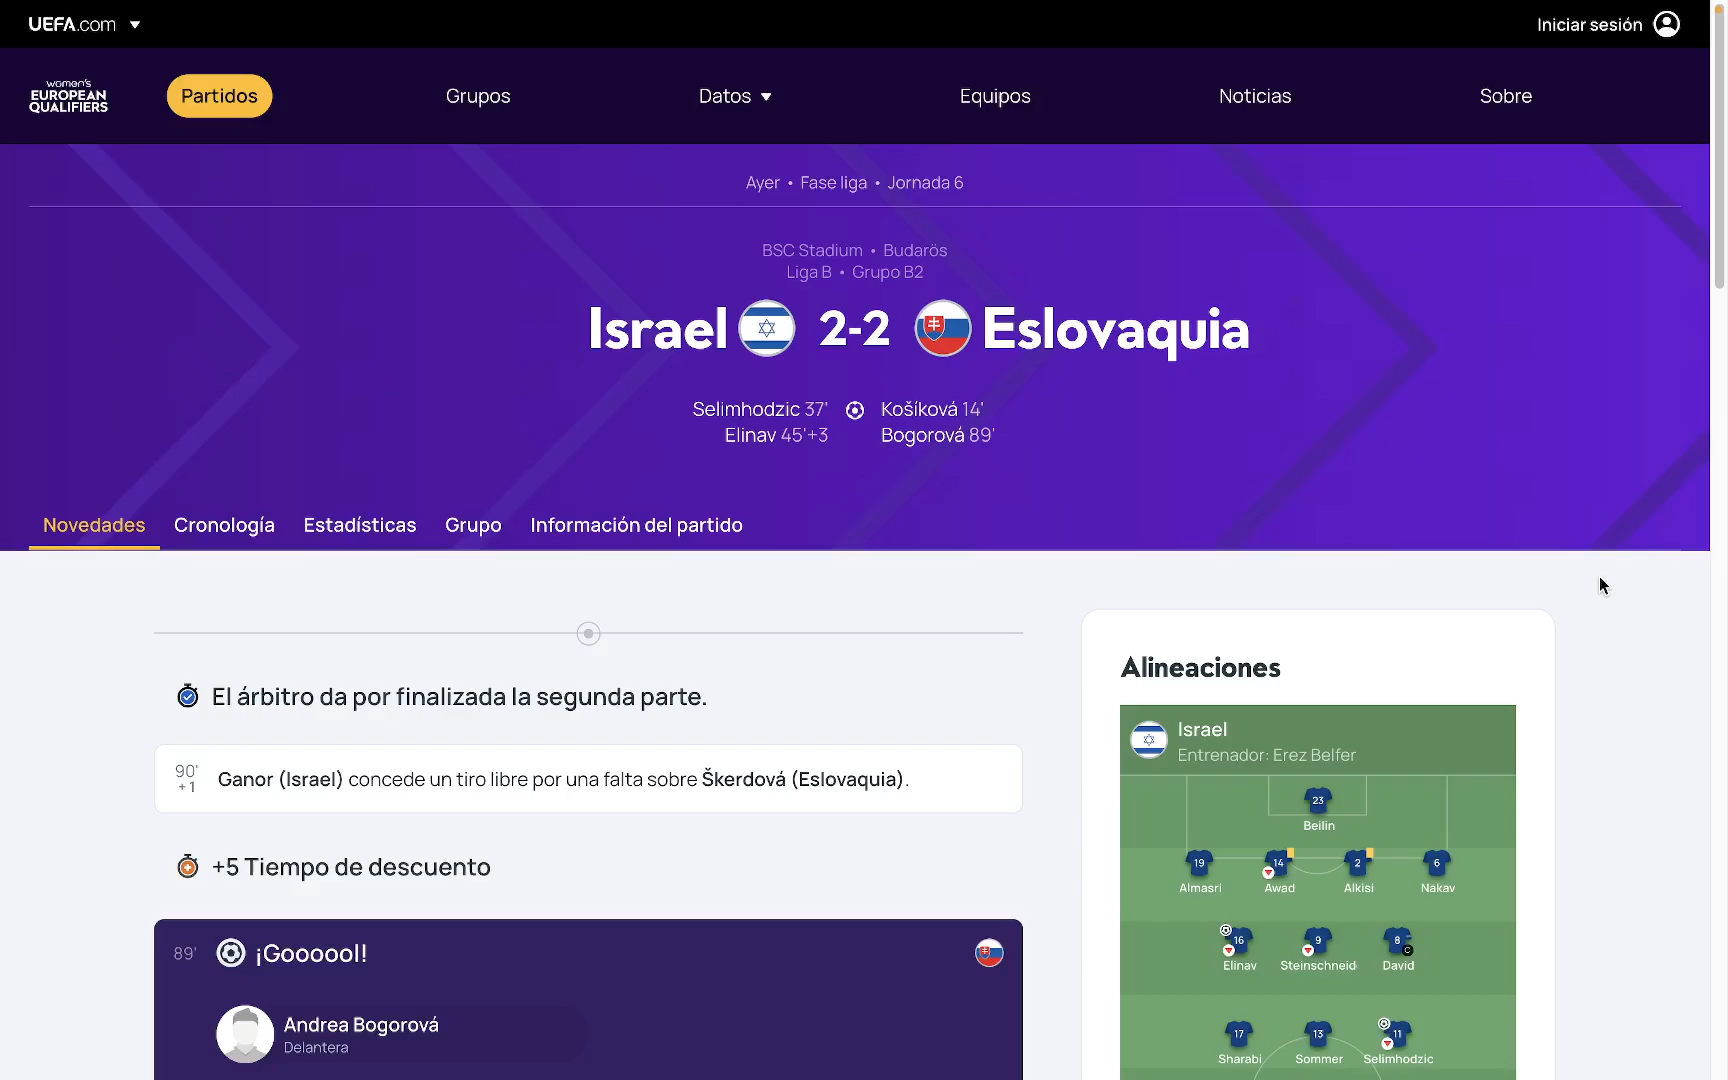 UEFA.com
Iniciar sesión
women's
EUROPEAN
QUALIFIERS
Partidos
Grupos
Datos
Equipos
Noticias
Sobre
Ayer • Fase liga • Jornada 6
BSC Stadium • Budarös
Liga B • Grupo B2
Israel 2-2 Eslovaquia
Selimhodzic 37' Košíková 14'
Elinav 45'+3 Bogorová 89'
Novedades
Cronología
Estadísticas
Grupo
Información del partido
El árbitro da por finalizada la segunda parte.
90'
+1
Ganor (Israel) concede un tiro libre por una falta sobre Škerdová (Eslovaquia).
+5 Tiempo de descuento
89' ¡Goooool!
Andrea Bogorová
Delantera
Alineaciones
Israel
Entrenador: Erez Belfer
23
Beilin
19 14 2 6
Almasri Awad Alkisi Nakav
16 9 8 C
Elinav Steinschneid David
17 13 11
Sharabi Sommer Selimhodzic